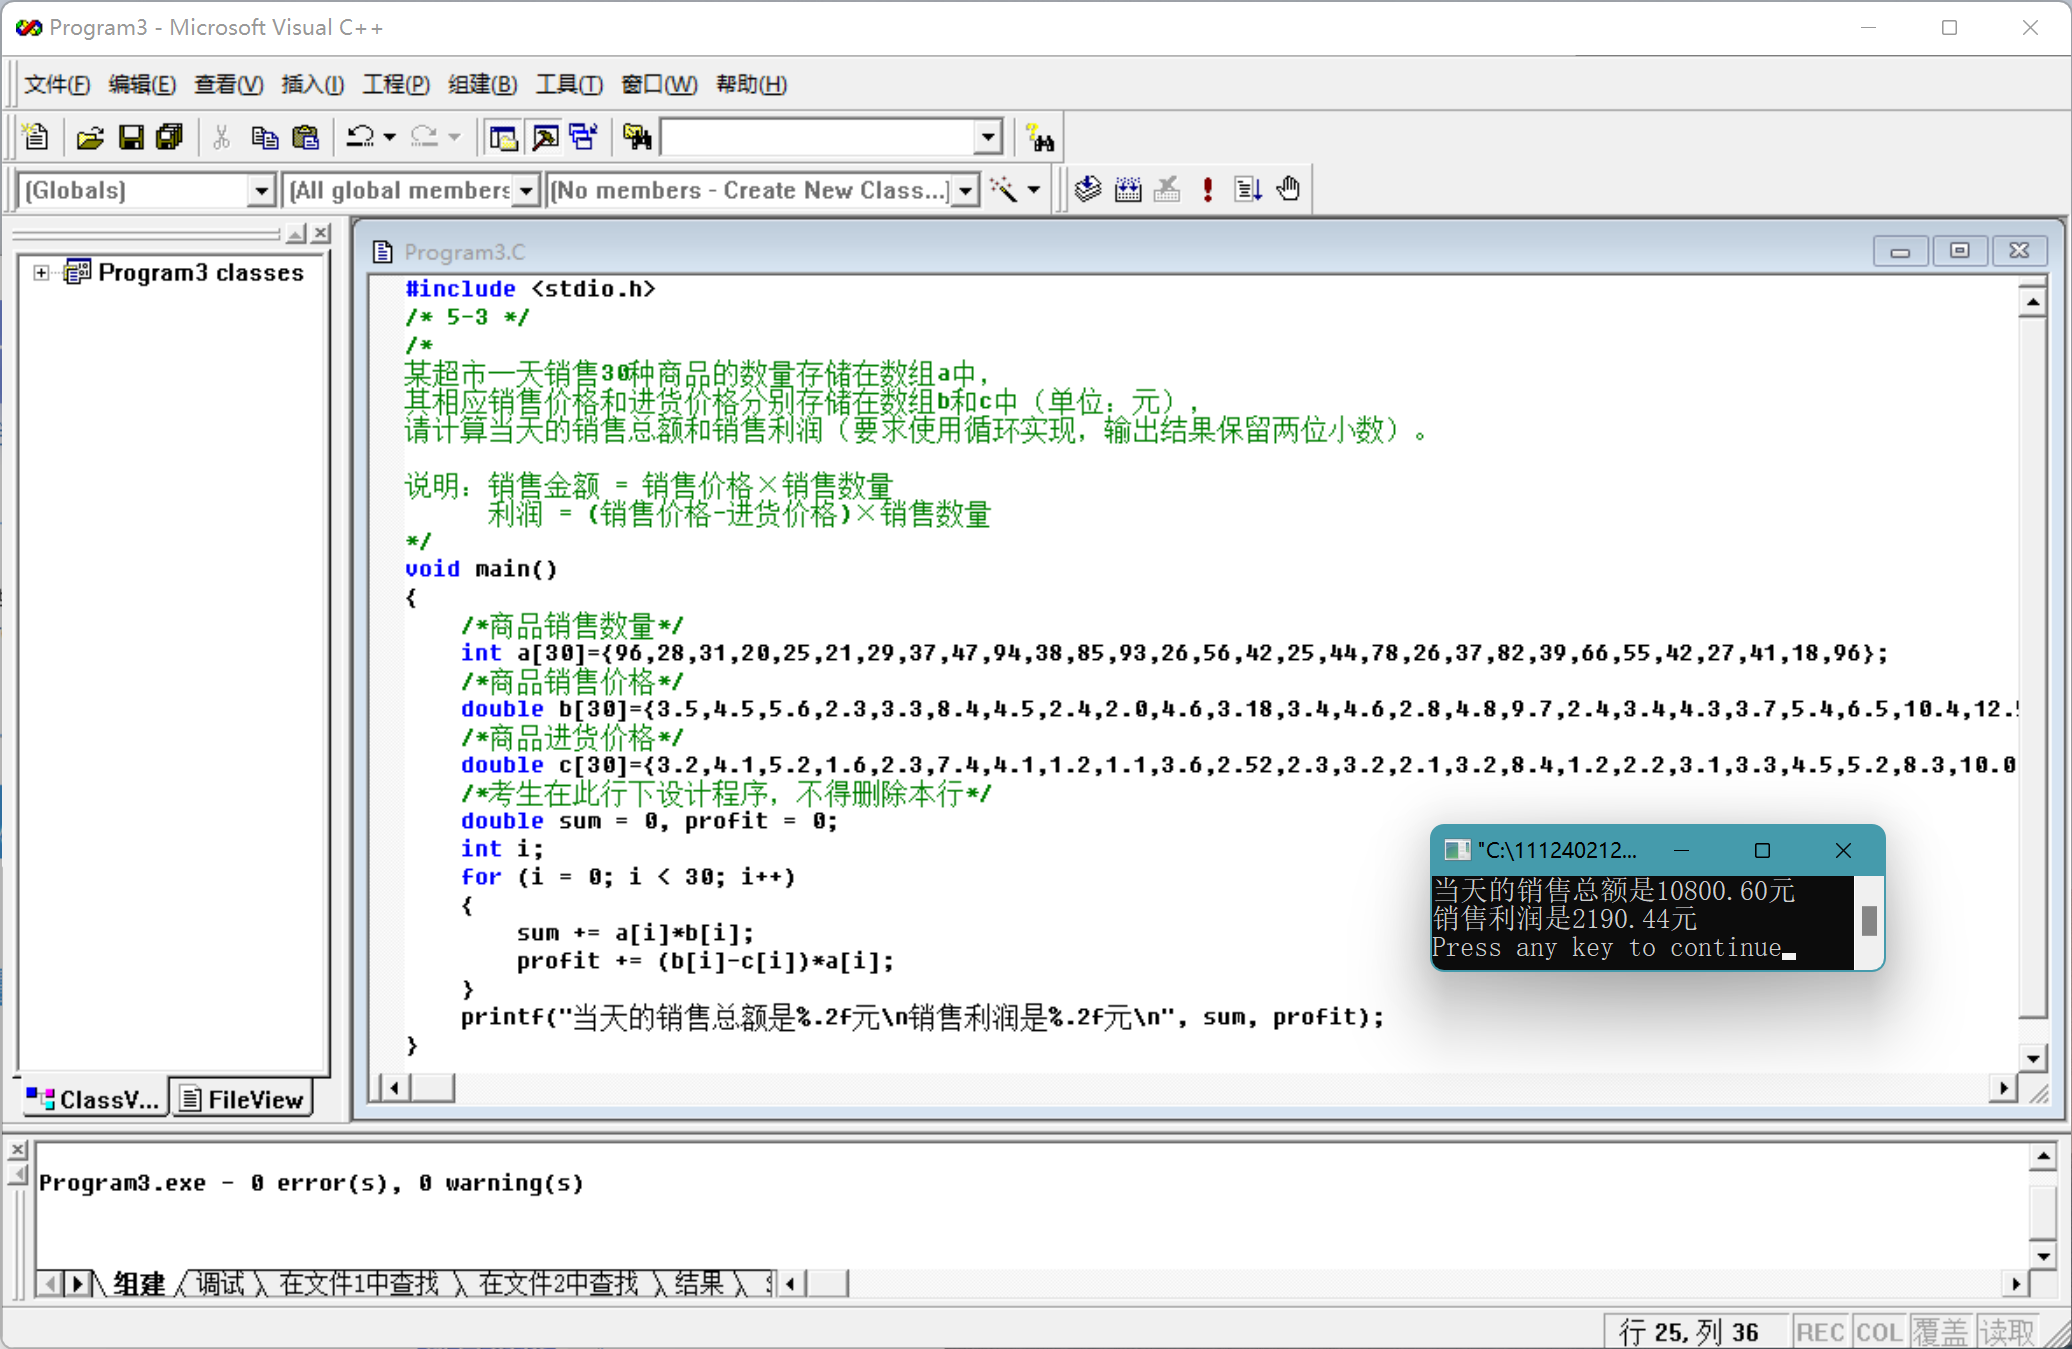 Program3 - Microsoft Visual C++
文件(F) 编辑(E) 查看(V) 插入(I) 工程(P) 组建(B) 工具(T) 窗口(W) 帮助(H)
(Globals) (All global members (No members - Create New Class...)
Program3 classes
Program3.C
#include <stdio.h>
/* 5-3 */
/*
某超市一天销售30种商品的数量存储在数组a中，
其相应销售价格和进货价格分别存储在数组b和c中（单位：元），
请计算当天的销售总额和销售利润（要求使用循环实现，输出结果保留两位小数）。
说明：销售金额 = 销售价格×销售数量
利润 = (销售价格-进货价格)×销售数量
*/
void main()
{
/*商品销售数量*/
int a[30]={96,28,31,20,25,21,29,37,47,94,38,85,93,26,56,42,25,44,78,26,37,82,39,66,55,42,27,41,18,96};
/*商品销售价格*/
double b[30]={3.5,4.5,5.6,2.3,3.3,8.4,4.5,2.4,2.0,4.6,3.18,3.4,4.6,2.8,4.8,9.7,2.4,3.4,4.3,3.7,5.4,6.5,10.4,12.
/*商品进货价格*/
double c[30]={3.2,4.1,5.2,1.6,2.3,7.4,4.1,1.2,1.1,3.6,2.52,2.3,3.2,2.1,3.2,8.4,1.2,2.2,3.1,3.3,4.5,5.2,8.3,10.0
/*考生在此行下设计程序，不得删除本行*/
double sum = 0, profit = 0;
int i;
for (i = 0; i < 30; i++)
{
sum += a[i]*b[i];
profit += (b[i]-c[i])*a[i];
}
printf("当天的销售总额是%.2f元\n销售利润是%.2f元\n", sum, profit);
}
"C:\111240212...
当天的销售总额是10800.60元
销售利润是2190.44元
Press any key to continue
ClassV... FileView
Program3.exe - 0 error(s), 0 warning(s)
组建 调试 在文件1中查找 在文件2中查找 结果
行 25, 列 36 REC COL 覆盖 读取